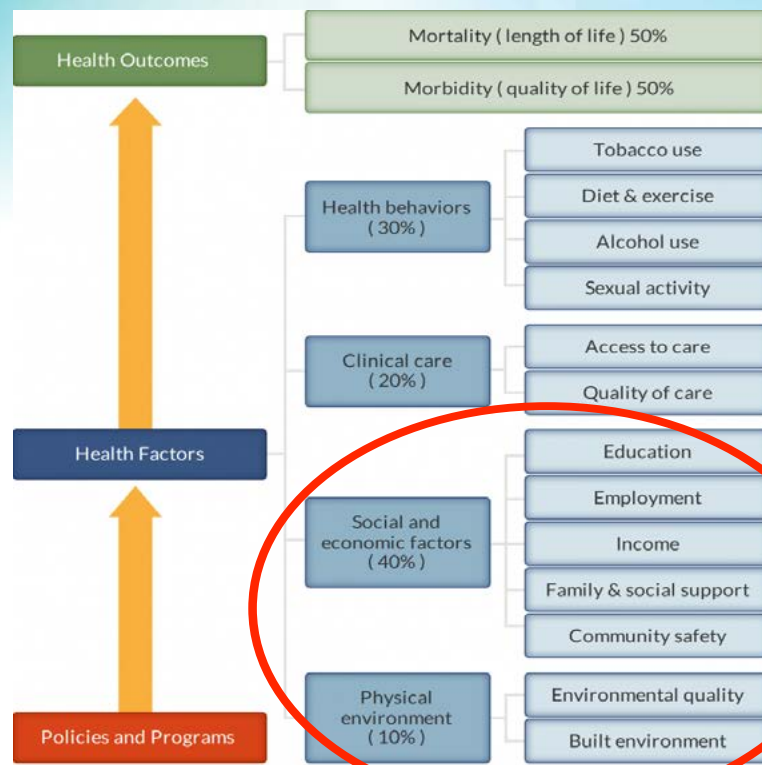 Health Outcomes
Mortality ( length of life ) 50%
Morbidity ( quality of life ) 50%
Health behaviors
( 30% )
Tobacco use
Diet & exercise
Alcohol use
Sexual activity
Clinical care
( 20% )
Access to care
Quality of care
Health Factors
Social and
economic factors
( 40% )
Education
Employment
Income
Family & social support
Community safety
Physical
environment
( 10% )
Environmental quality
Built environment
Policies and Programs